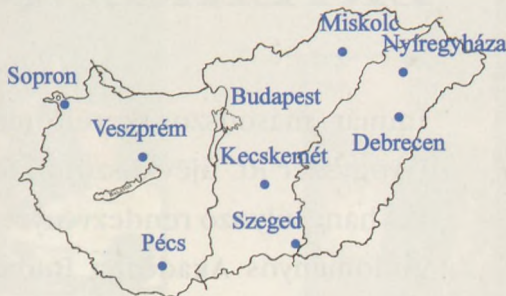 Miskolc
Nyíregyháza
Sopron
Budapest
Veszprém
Debrecen
Kecskemét
Szeged
Pécs